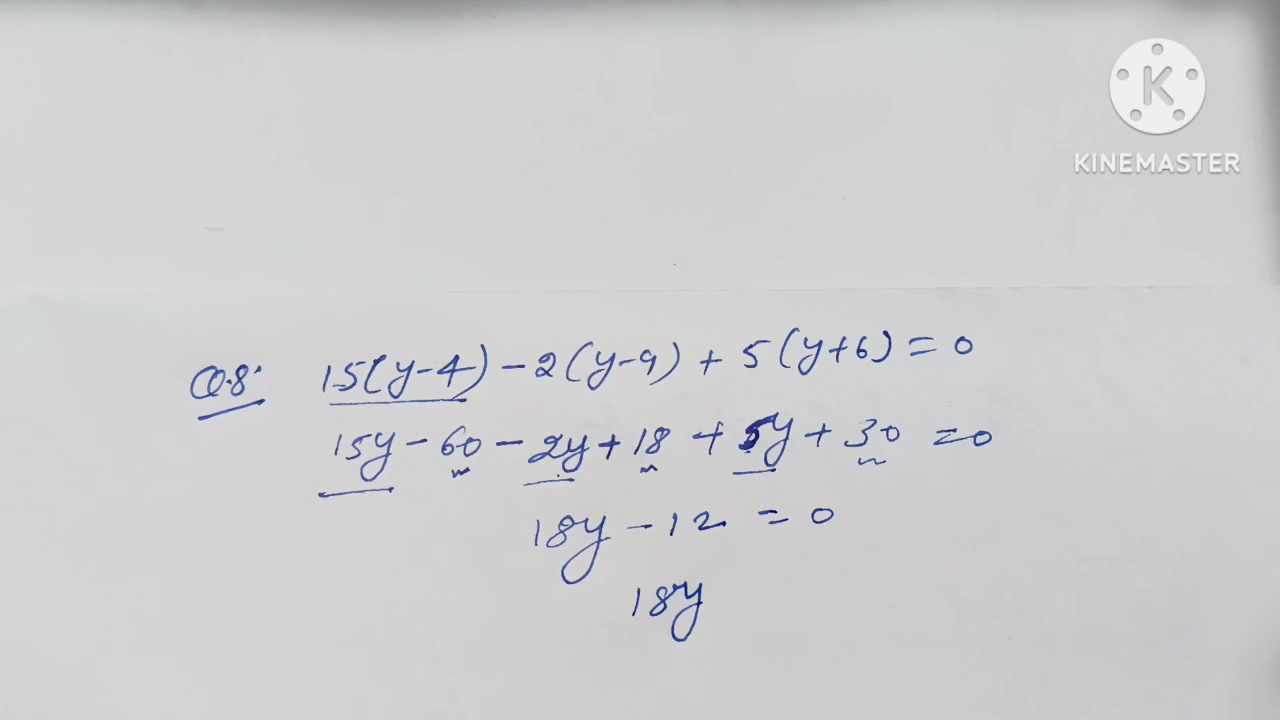 KINEMASTER
Q.8. 15(y-4) - 2(y-9) + 5(y+6) = 0
15y - 60 - 2y + 18 + 5y + 30 = 0
18y - 12 = 0
18y